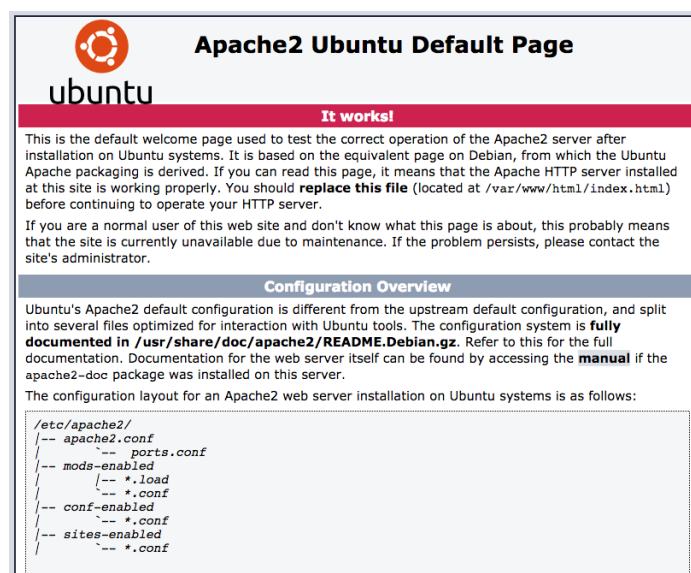 Apache2 Ubuntu Default Page
ubuntu
It works!
This is the default welcome page used to test the correct operation of the Apache2 server after
installation on Ubuntu systems. It is based on the equivalent page on Debian, from which the Ubuntu
Apache packaging is derived. If you can read this page, it means that the Apache HTTP server installed
at this site is working properly. You should replace this file (located at /var/www/html/index.html)
before continuing to operate your HTTP server.
If you are a normal user of this web site and don't know what this page is about, this probably means
that the site is currently unavailable due to maintenance. If the problem persists, please contact the
site's administrator.
Configuration Overview
Ubuntu's Apache2 default configuration is different from the upstream default configuration, and split
into several files optimized for interaction with Ubuntu tools. The configuration system is fully
documented in /usr/share/doc/apache2/README.Debian.gz. Refer to this for the full
documentation. Documentation for the web server itself can be found by accessing the manual if the
apache2-doc package was installed on this server.
The configuration layout for an Apache2 web server installation on Ubuntu systems is as follows:
/etc/apache2/
|-- apache2.conf
|       `--  ports.conf
|-- mods-enabled
|       |-- *.load
|       `-- *.conf
|-- conf-enabled
|       `-- *.conf
|-- sites-enabled
|       `-- *.conf